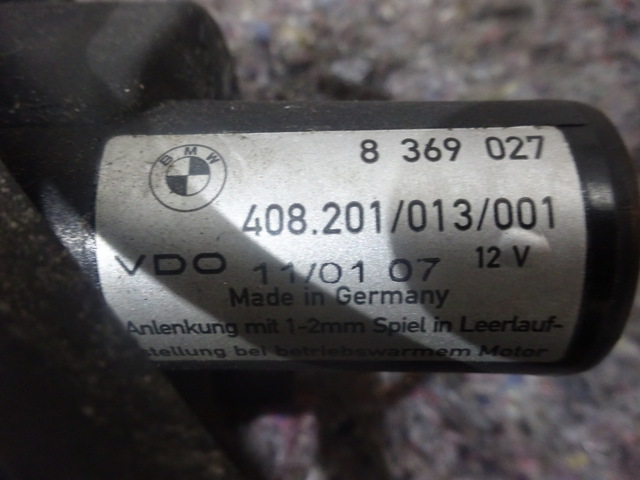 BMW
8 369 027
408.201/013/001
VDO 11/01 07 12 V
Made in Germany
Anlenkung mit 1-2mm Spiel in Leerlauf-
stellung bei betriebswarmem Motor